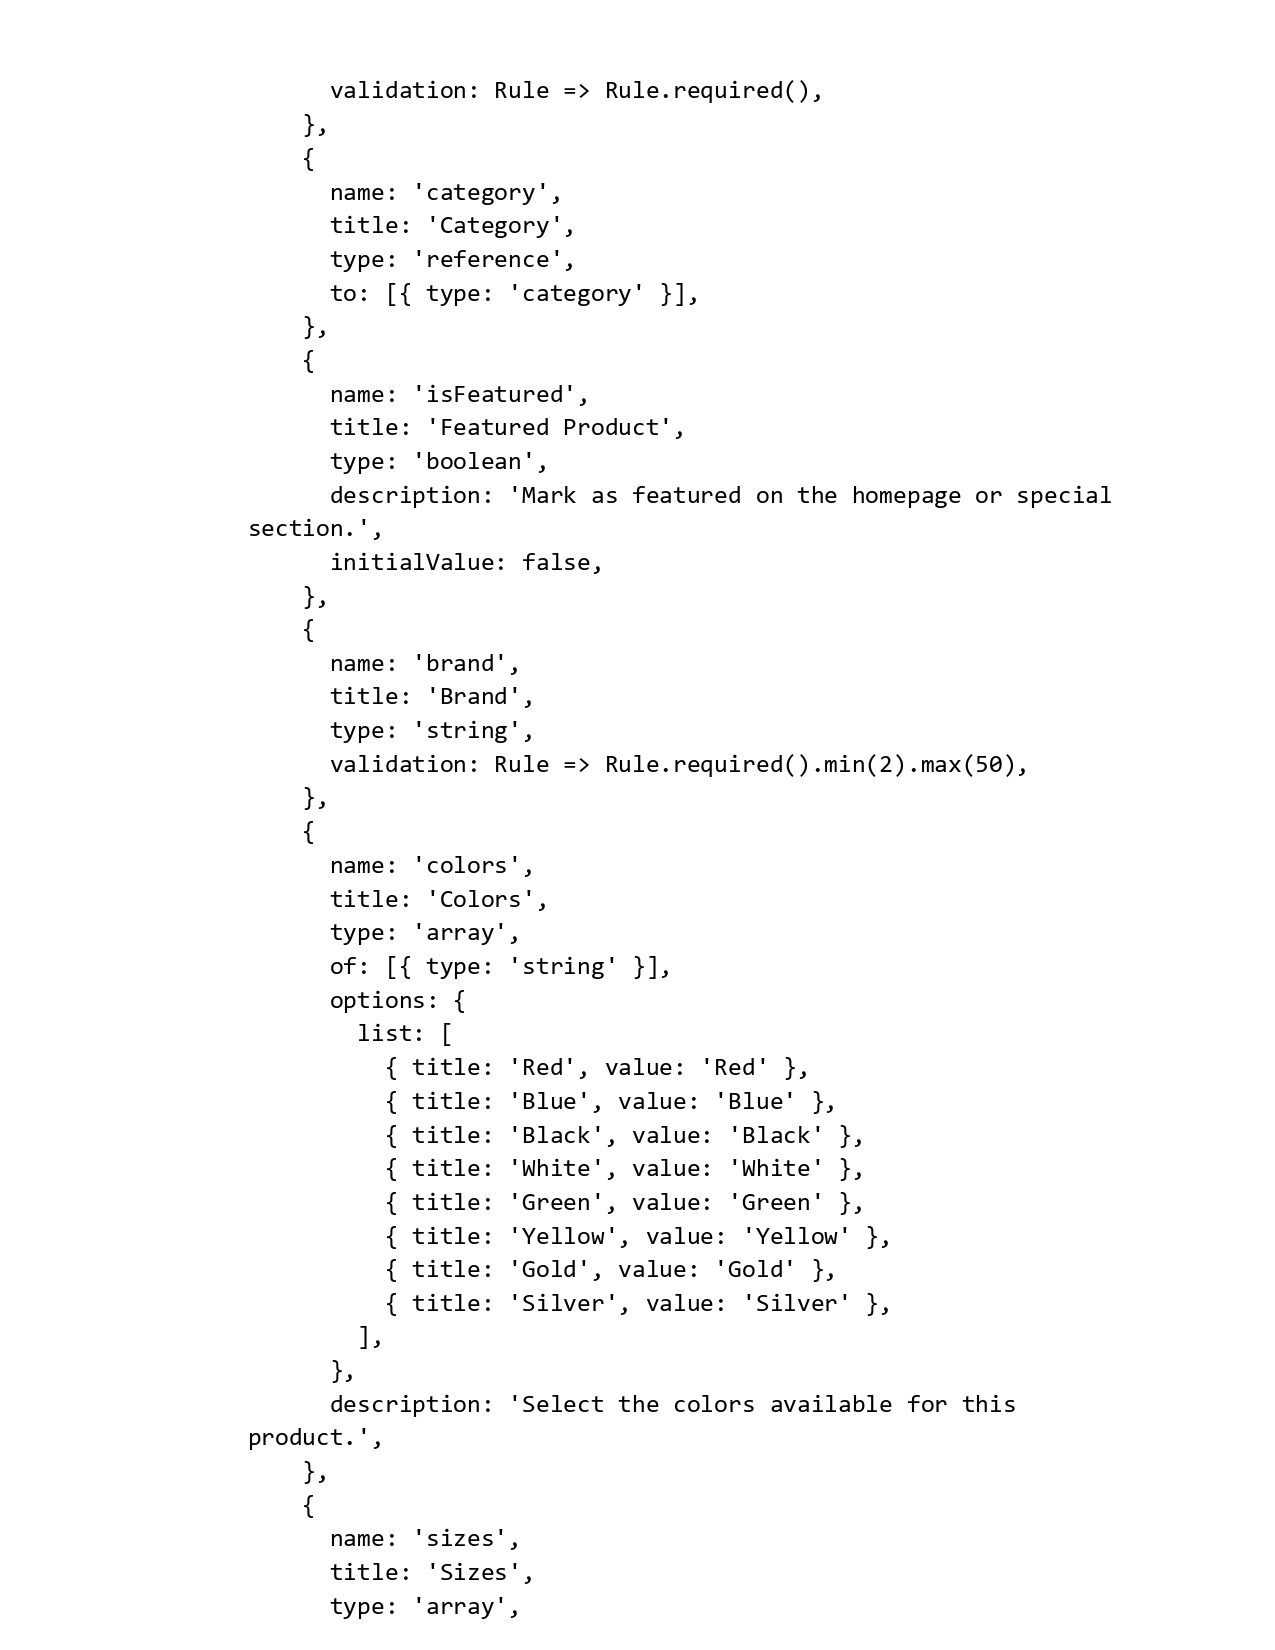 validation: Rule => Rule.required(),
    },
    {
      name: 'category',
      title: 'Category',
      type: 'reference',
      to: [{ type: 'category' }],
    },
    {
      name: 'isFeatured',
      title: 'Featured Product',
      type: 'boolean',
      description: 'Mark as featured on the homepage or special
section.',
      initialValue: false,
    },
    {
      name: 'brand',
      title: 'Brand',
      type: 'string',
      validation: Rule => Rule.required().min(2).max(50),
    },
    {
      name: 'colors',
      title: 'Colors',
      type: 'array',
      of: [{ type: 'string' }],
      options: {
        list: [
          { title: 'Red', value: 'Red' },
          { title: 'Blue', value: 'Blue' },
          { title: 'Black', value: 'Black' },
          { title: 'White', value: 'White' },
          { title: 'Green', value: 'Green' },
          { title: 'Yellow', value: 'Yellow' },
          { title: 'Gold', value: 'Gold' },
          { title: 'Silver', value: 'Silver' },
        ],
      },
      description: 'Select the colors available for this
product.',
    },
    {
      name: 'sizes',
      title: 'Sizes',
      type: 'array',